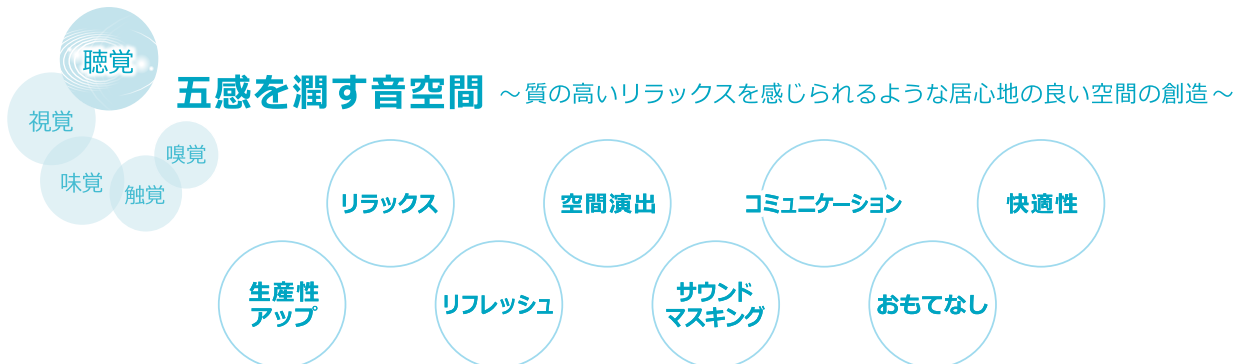 聴覚
視覚
味覚
触覚
嗅覚
五感を潤す音空間 ～質の高いリラックスを感じられるような居心地の良い空間の創造～
リラックス
空間演出
コミュニケーション
快適性
生産性
アップ
リフレッシュ
サウンド
マスキング
おもてなし